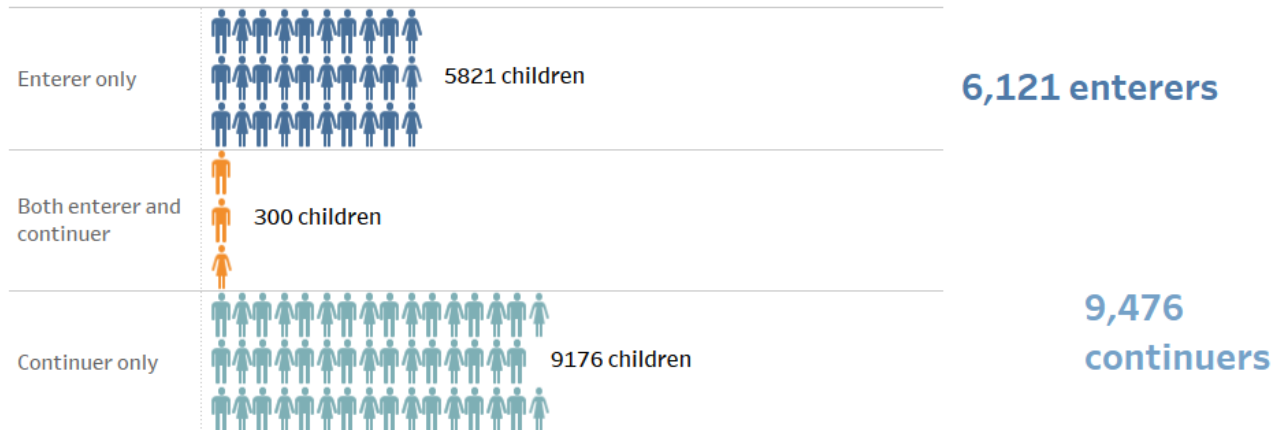 Enterer only
5821 children
6,121 enterers
Both enterer and
continuer
300 children
Continuer only
9176 children
9,476
continuers